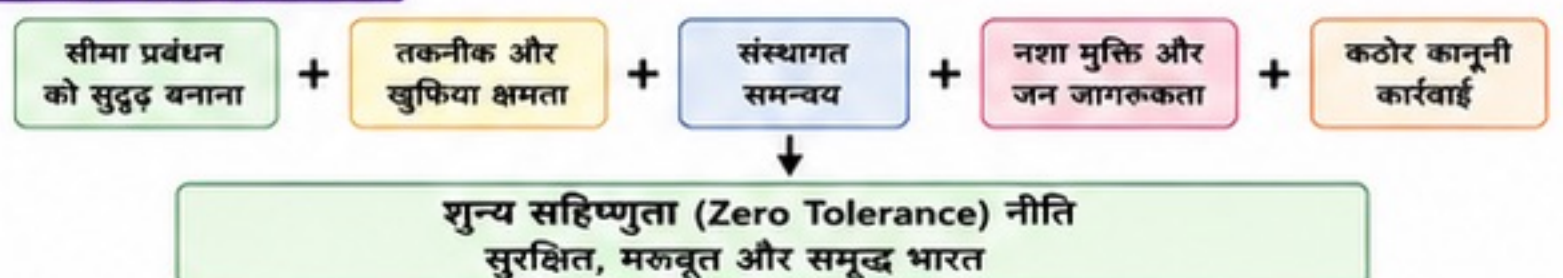 सीमा प्रबंधन
को सुदृढ़ बनाना
+
तकनीक और
खुफिया क्षमता
+
संस्थागत
समन्वय
+
नशा मुक्ति और
जन जागरूकता
+
कठोर कानूनी
कार्रवाई
शुन्य सहिष्णुता (Zero Tolerance) नीति
सुरक्षित, मरूबूत और समृद्ध भारत